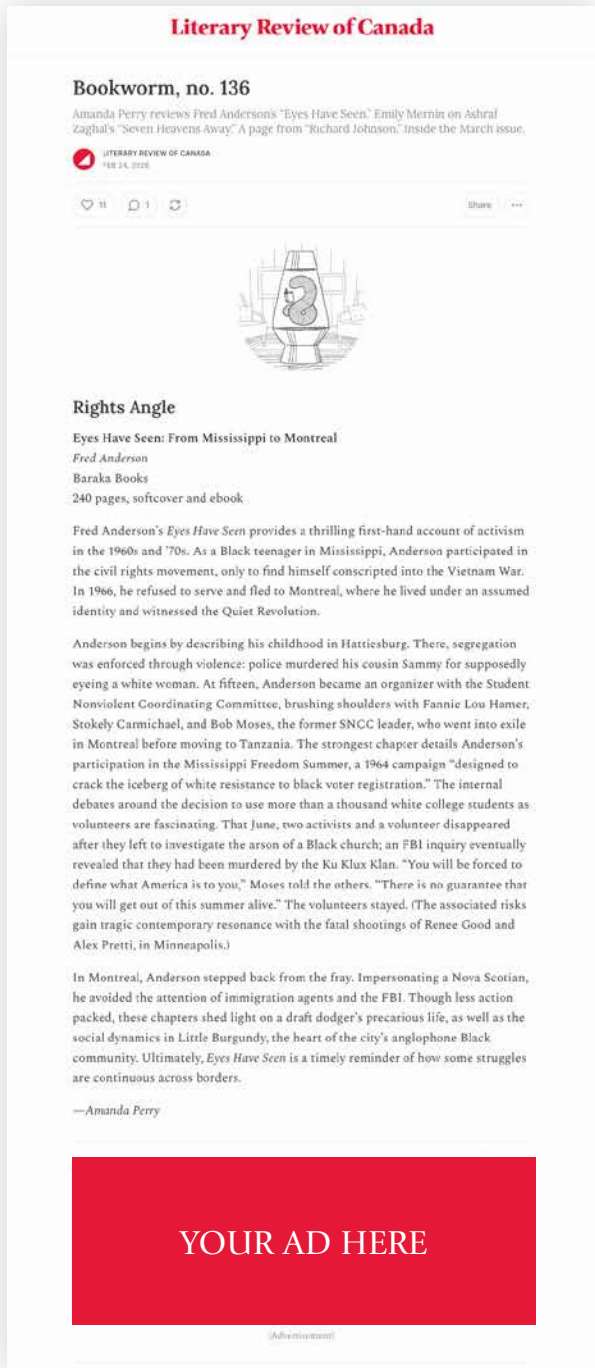 Literary Review of Canada
Bookworm, no. 136
Amanda Perry reviews Fred Anderson's "Eyes Have Seen." Emily Mernin on Ashraf
Zaghal's "Seven Heavens Away." A page from "Richard Johnson." Inside the March issue.
LITERARY REVIEW OF CANADA
FEB 24, 2026
11
1
Share
Rights Angle
Eyes Have Seen: From Mississippi to Montreal
Fred Anderson
Baraka Books
240 pages, softcover and ebook
Fred Anderson's Eyes Have Seen provides a thrilling first-hand account of activism
in the 1960s and '70s. As a Black teenager in Mississippi, Anderson participated in
the civil rights movement, only to find himself conscripted into the Vietnam War.
In 1966, he refused to serve and fled to Montreal, where he lived under an assumed
identity and witnessed the Quiet Revolution.
Anderson begins by describing his childhood in Hattiesburg. There, segregation
was enforced through violence: police murdered his cousin Sammy for supposedly
eyeing a white woman. At fifteen, Anderson became an organizer with the Student
Nonviolent Coordinating Committee, brushing shoulders with Fannie Lou Hamer,
Stokely Carmichael, and Bob Moses, the former SNCC leader, who went into exile
in Montreal before moving to Tanzania. The strongest chapter details Anderson's
participation in the Mississippi Freedom Summer, a 1964 campaign "designed to
crack the iceberg of white resistance to black voter registration." The internal
debates around the decision to use more than a thousand white college students as
volunteers are fascinating. That June, two activists and a volunteer disappeared
after they left to investigate the arson of a Black church; an FBI inquiry eventually
revealed that they had been murdered by the Ku Klux Klan. "You will be forced to
define what America is to you," Moses told the others. "There is no guarantee that
you will get out of this summer alive." The volunteers stayed. (The associated risks
gain tragic contemporary resonance with the fatal shootings of Renee Good and
Alex Pretti, in Minneapolis.)
In Montreal, Anderson stepped back from the fray. Impersonating a Nova Scotian,
he avoided the attention of immigration agents and the FBI. Though less action
packed, these chapters shed light on a draft dodger's precarious life, as well as the
social dynamics in Little Burgundy, the heart of the city's anglophone Black
community. Ultimately, Eyes Have Seen is a timely reminder of how some struggles
are continuous across borders.
—Amanda Perry
YOUR AD HERE
(Advertisement)